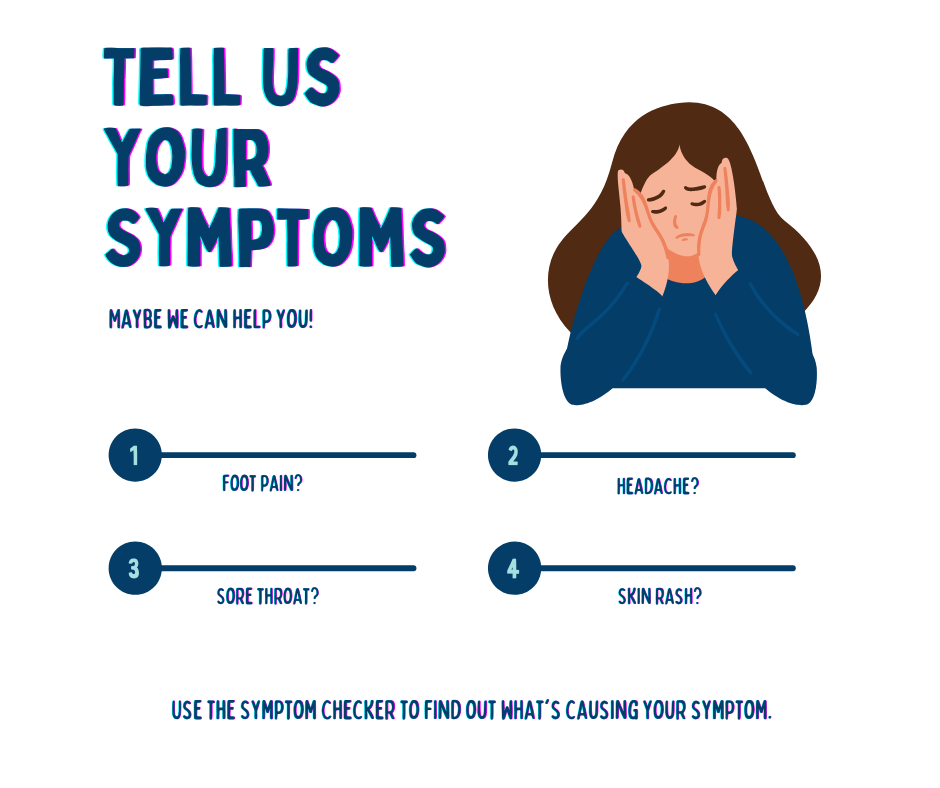 TELL US
YOUR
SYMPTOMS
MAYBE WE CAN HELP YOU!
1
FOOT PAIN?
2
HEADACHE?
3
SORE THROAT?
4
SKIN RASH?
USE THE SYMPTOM CHECKER TO FIND OUT WHAT'S CAUSING YOUR SYMPTOM.